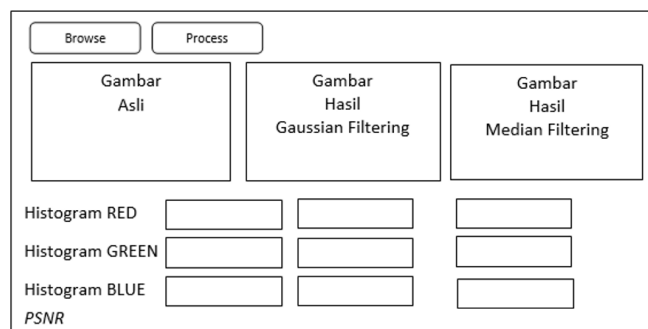 Browse
Process
Gambar
Asli
Gambar
Hasil
Gaussian Filtering
Gambar
Hasil
Median Filtering
Histogram RED
Histogram GREEN
Histogram BLUE
PSNR